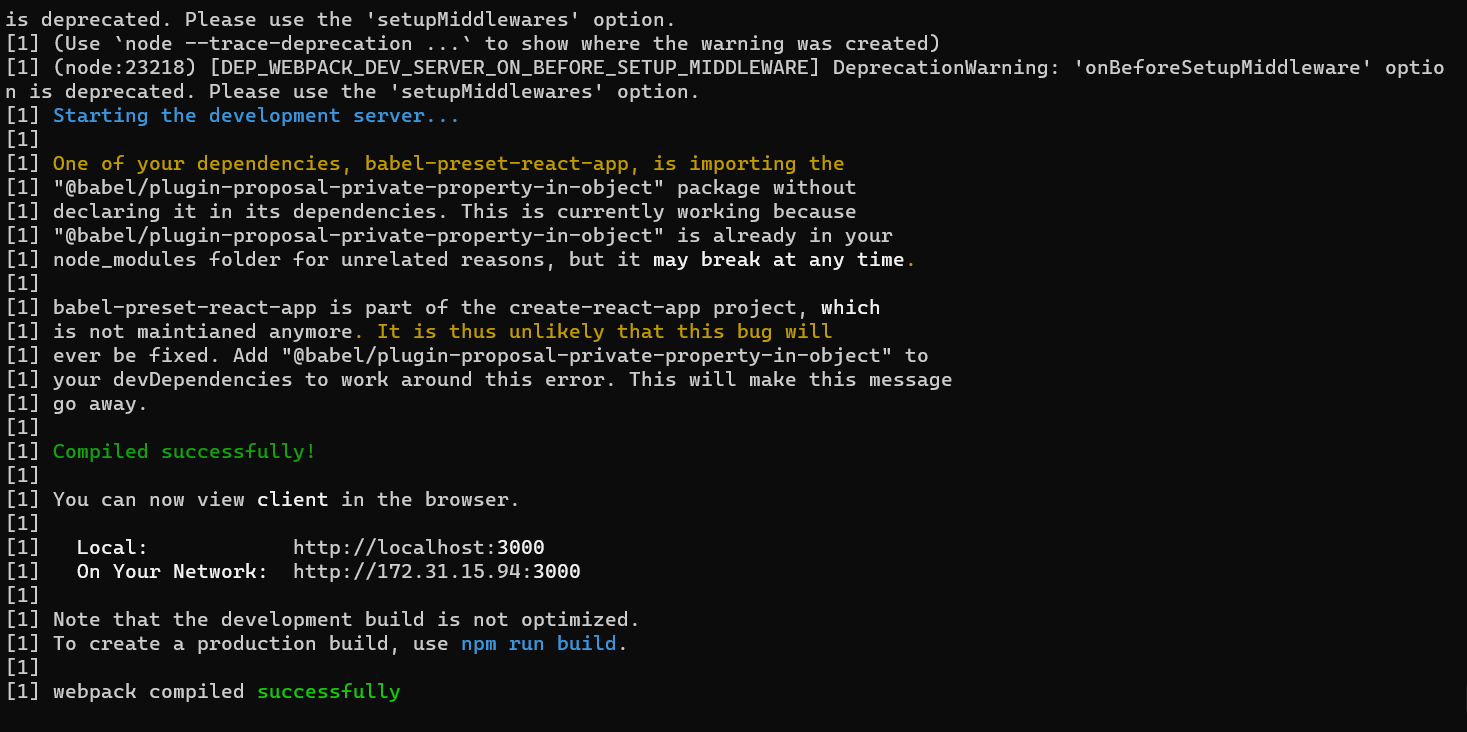 is deprecated. Please use the 'setupMiddlewares' option.
[1] (Use `node --trace-deprecation ...` to show where the warning was created)
[1] (node:23218) [DEP_WEBPACK_DEV_SERVER_ON_BEFORE_SETUP_MIDDLEWARE] DeprecationWarning: 'onBeforeSetupMiddleware' optio
n is deprecated. Please use the 'setupMiddlewares' option.
[1] Starting the development server...
[1]
[1] One of your dependencies, babel-preset-react-app, is importing the
[1] "@babel/plugin-proposal-private-property-in-object" package without
[1] declaring it in its dependencies. This is currently working because
[1] "@babel/plugin-proposal-private-property-in-object" is already in your
[1] node_modules folder for unrelated reasons, but it may break at any time.
[1]
[1] babel-preset-react-app is part of the create-react-app project, which
[1] is not maintianed anymore. It is thus unlikely that this bug will
[1] ever be fixed. Add "@babel/plugin-proposal-private-property-in-object" to
[1] your devDependencies to work around this error. This will make this message
[1] go away.
[1]
[1] Compiled successfully!
[1]
[1] You can now view client in the browser.
[1]
[1]   Local:            http://localhost:3000
[1]   On Your Network:  http://172.31.15.94:3000
[1]
[1] Note that the development build is not optimized.
[1] To create a production build, use npm run build.
[1]
[1] webpack compiled successfully